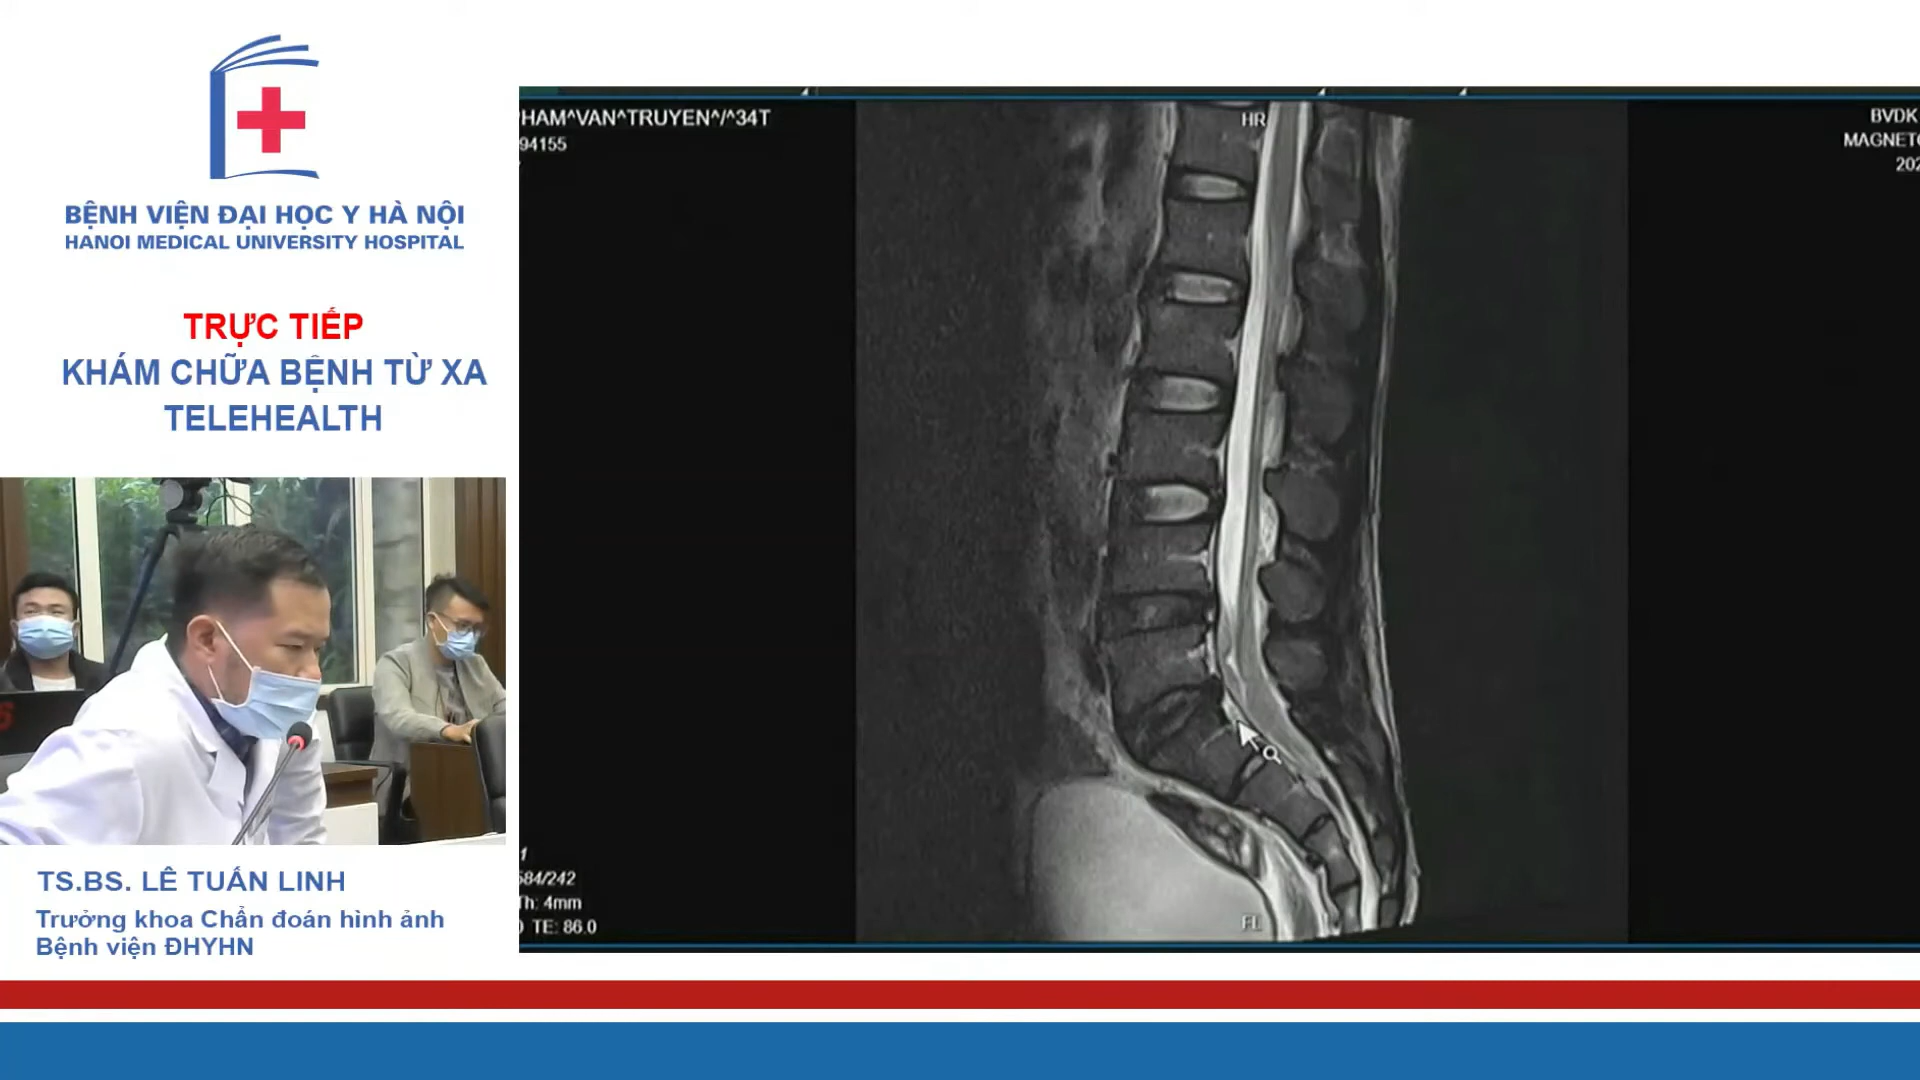 BỆNH VIỆN ĐẠI HỌC Y HÀ NỘI
HANOI MEDICAL UNIVERSITY HOSPITAL
TRỰC TIẾP
KHÁM CHỮA BỆNH TỪ XA
TELEHEALTH
TS.BS. LÊ TUẤN LINH
Trưởng khoa Chẩn đoán hình ảnh
Bệnh viện ĐHYHN
HAM^VAN^TRUYEN^/^34T
94155
HR
BVDK
MAGNETO
202
584/242
Th: 4mm
TE: 86.0
FL